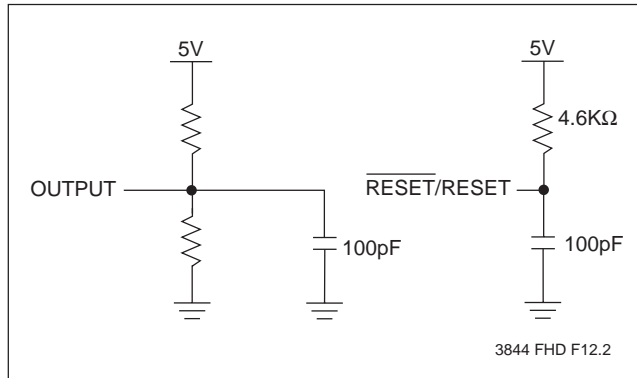 5V
5V
4.6KΩ
OUTPUT
RESET/RESET
100pF
100pF
3844 FHD F12.2